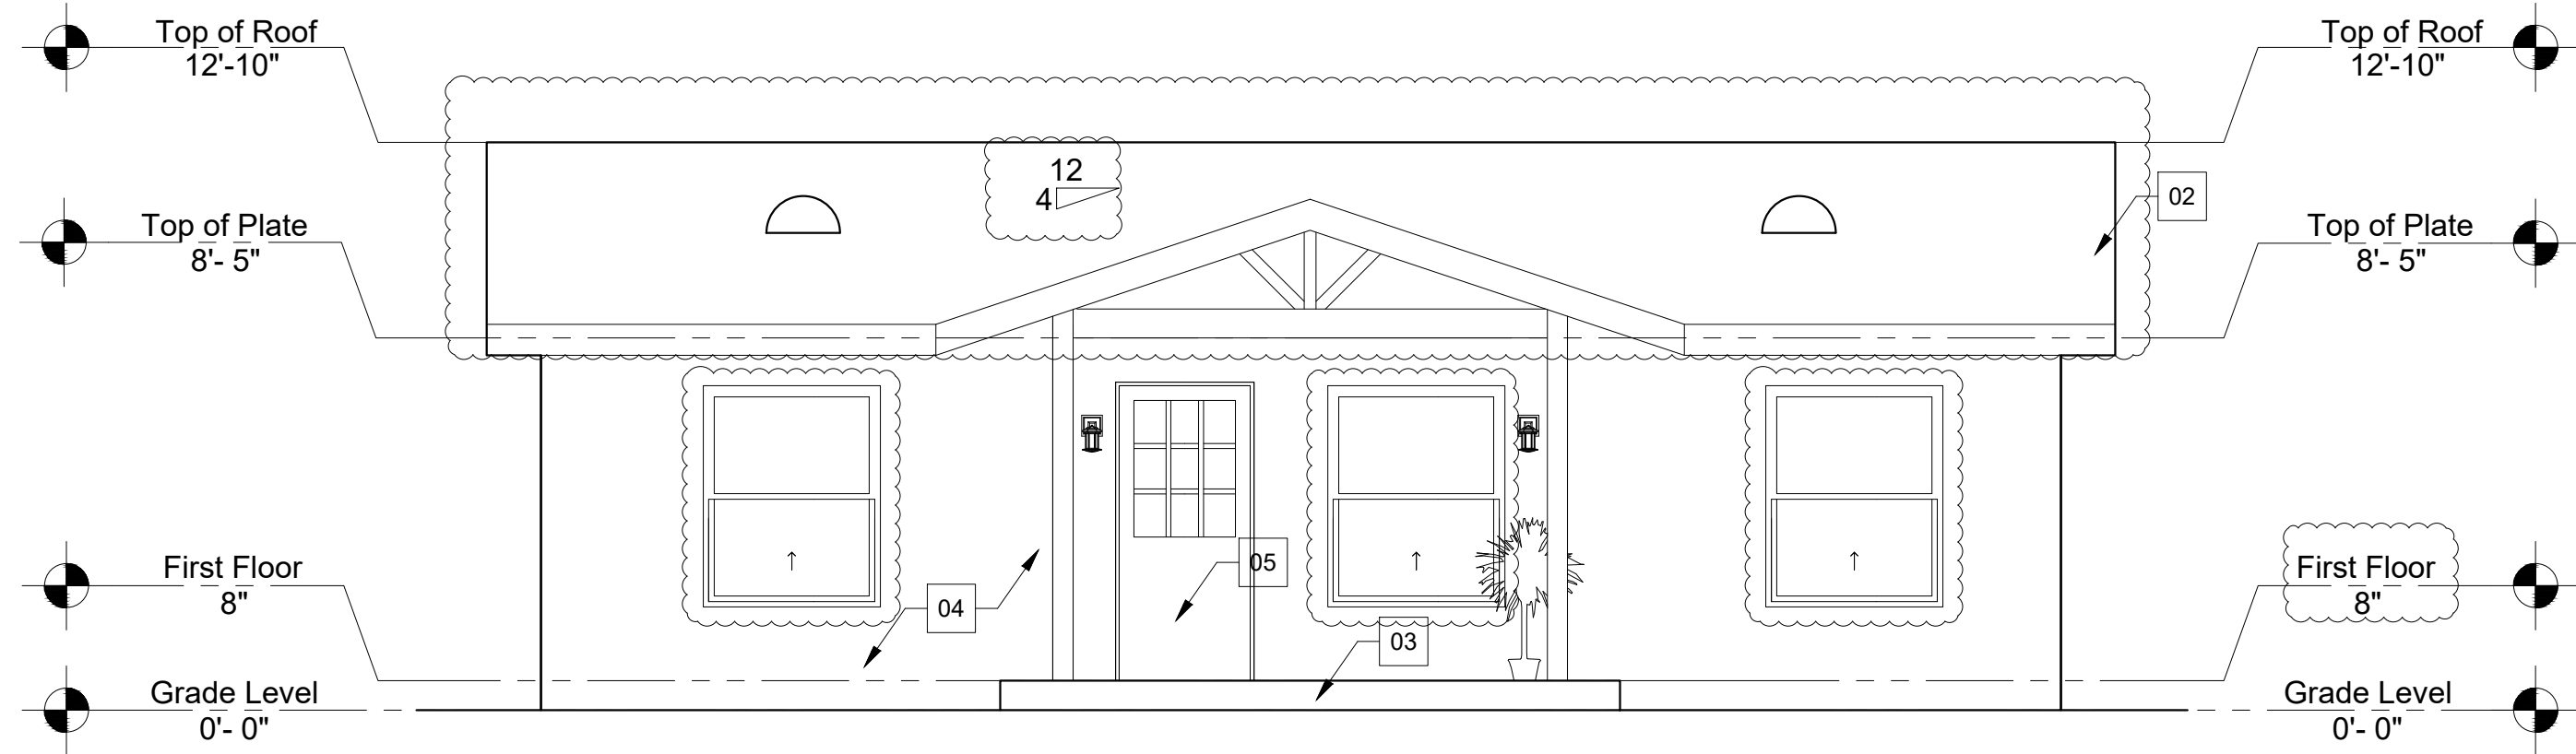 Top of Roof
12'-10"
Top of Roof
12'-10"
12
4
02
Top of Plate
8'- 5"
Top of Plate
8'- 5"
05
First Floor
8"
First Floor
8"
04
03
Grade Level
0'- 0"
Grade Level
0'- 0"